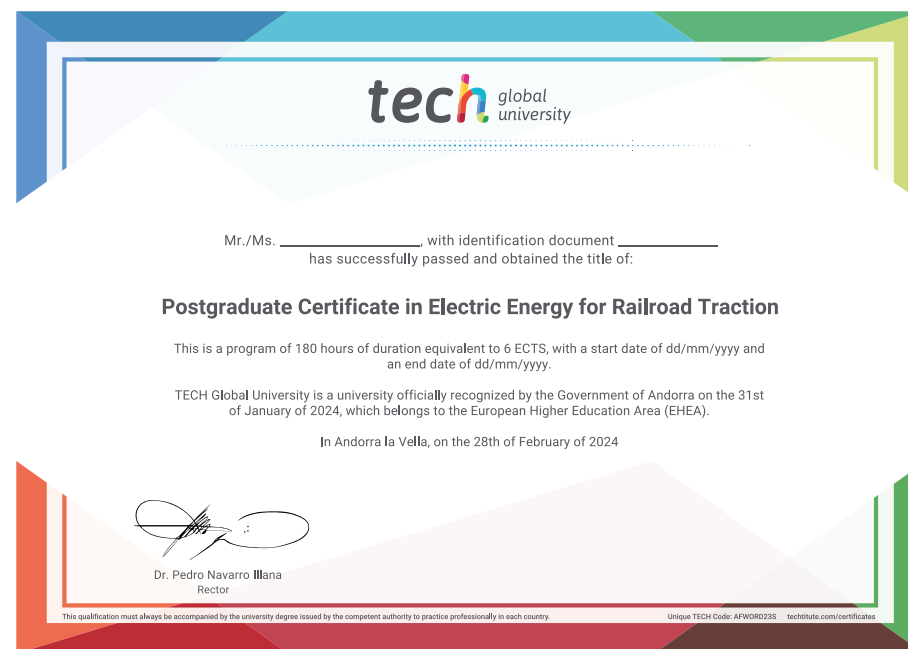 tech global
university
Mr./Ms. ____________, with identification document ____________
has successfully passed and obtained the title of:
Postgraduate Certificate in Electric Energy for Railroad Traction
This is a program of 180 hours of duration equivalent to 6 ECTS, with a start date of dd/mm/yyyy and
an end date of dd/mm/yyyy.
TECH Global University is a university officially recognized by the Government of Andorra on the 31st
of January of 2024, which belongs to the European Higher Education Area (EHEA).
In Andorra la Vella, on the 28th of February of 2024
Dr. Pedro Navarro Illana
Rector
This qualification must always be accompanied by the university degree issued by the competent authority to practice professionally in each country. Unique TECH Code: AFWORD23S techtitute.com/certificates